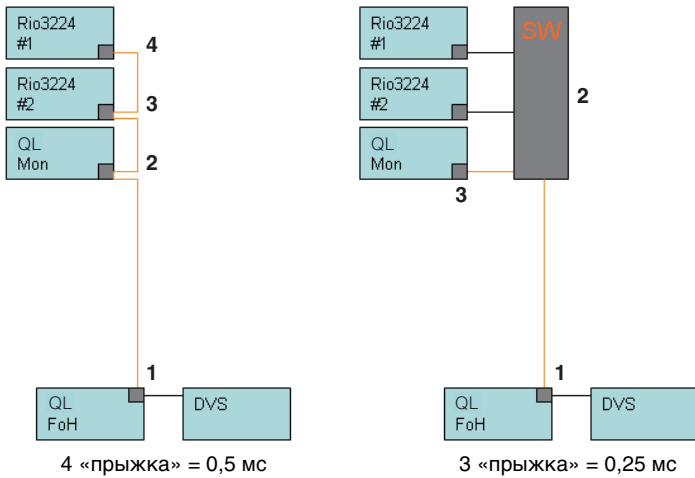 Rio3224
#1
4
Rio3224
#2
3
QL
Mon
2
1
QL
FoH
DVS
4 «прыжка» = 0,5 мс
Rio3224
#1
SW
Rio3224
#2
2
QL
Mon
3
1
QL
FoH
DVS
3 «прыжка» = 0,25 мс